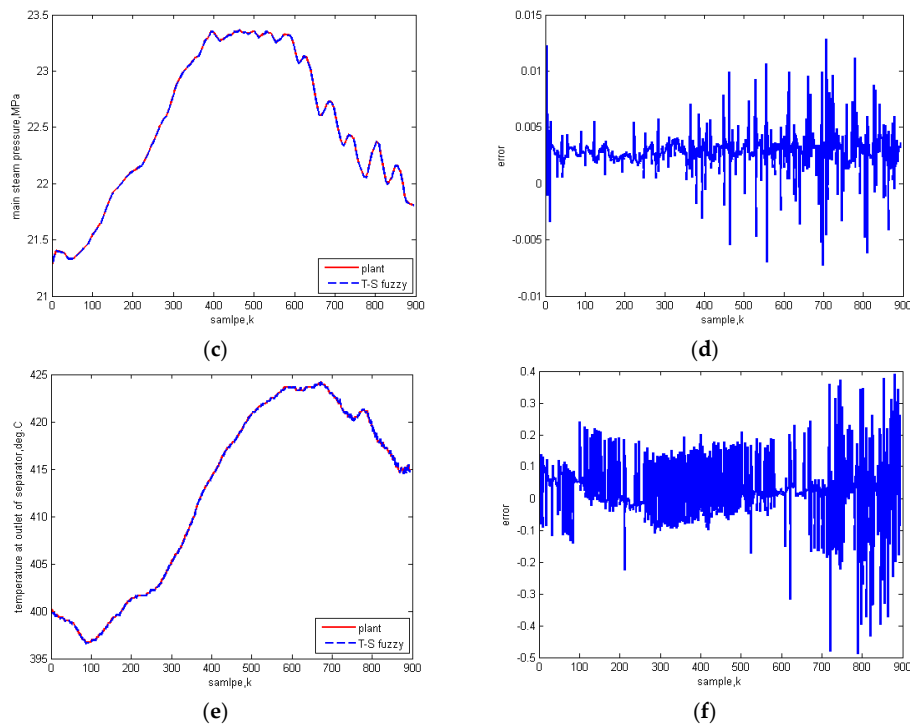 23.5
23
22.5
22
21.5
21
main steam pressure,MPa
plant
T-S fuzzy
0 100 200 300 400 500 600 700 800 900
samlpe,k
(c)
0.015
0.01
0.005
0
-0.005
-0.01
error
0 100 200 300 400 500 600 700 800 900
sample,k
(d)
425
420
415
410
405
400
395
temperature at outlet of separator,deg.C
plant
T-S fuzzy
0 100 200 300 400 500 600 700 800 900
samlpe,k
(e)
0.4
0.3
0.2
0.1
0
-0.1
-0.2
-0.3
-0.4
-0.5
error
0 100 200 300 400 500 600 700 800 900
sample,k
(f)